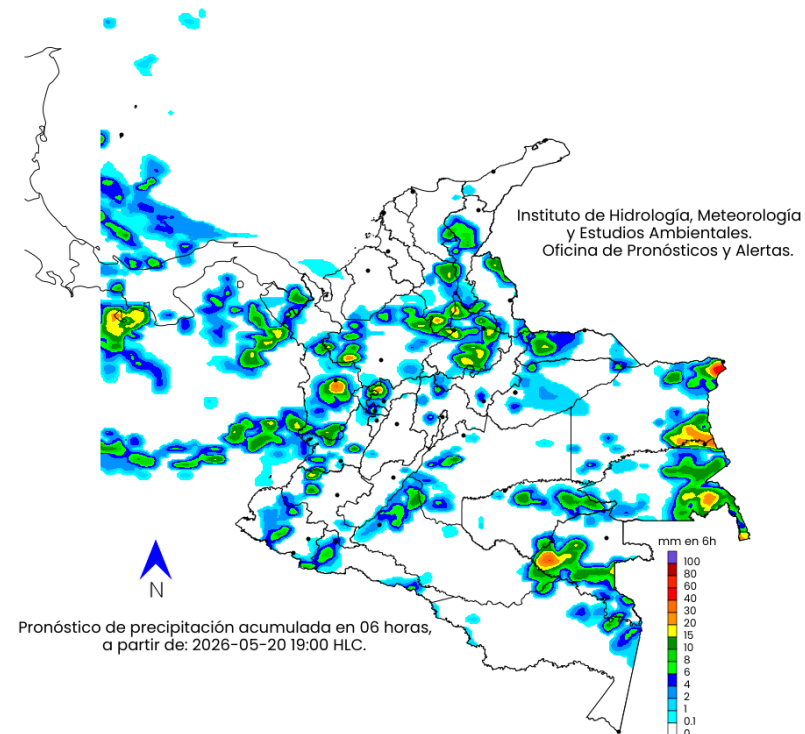 Instituto de Hidrología, Meteorología
y Estudios Ambientales.
Oficina de Pronósticos y Alertas.
N
Pronóstico de precipitación acumulada en 06 horas,
a partir de: 2026-05-20 19:00 HLC.
mm en 6h
100
80
60
40
30
20
15
10
8
6
4
2
1
0.1
0